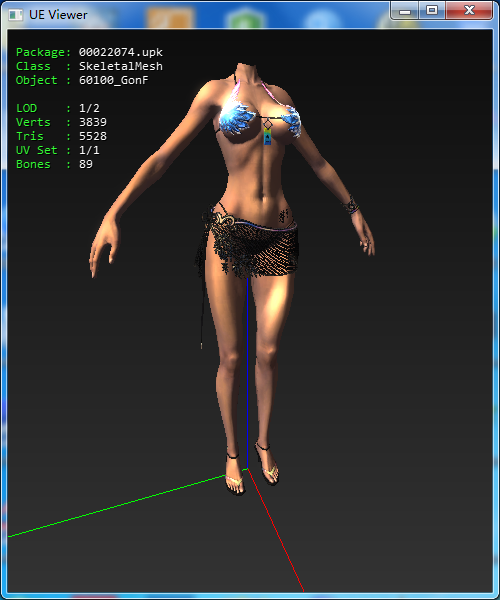 UE Viewer
Package: 00022074.upk
Class : SkeletalMesh
Object : 60100_GonF
LOD : 1/2
Verts : 3839
Tris : 5528
UV Set : 1/1
Bones : 89